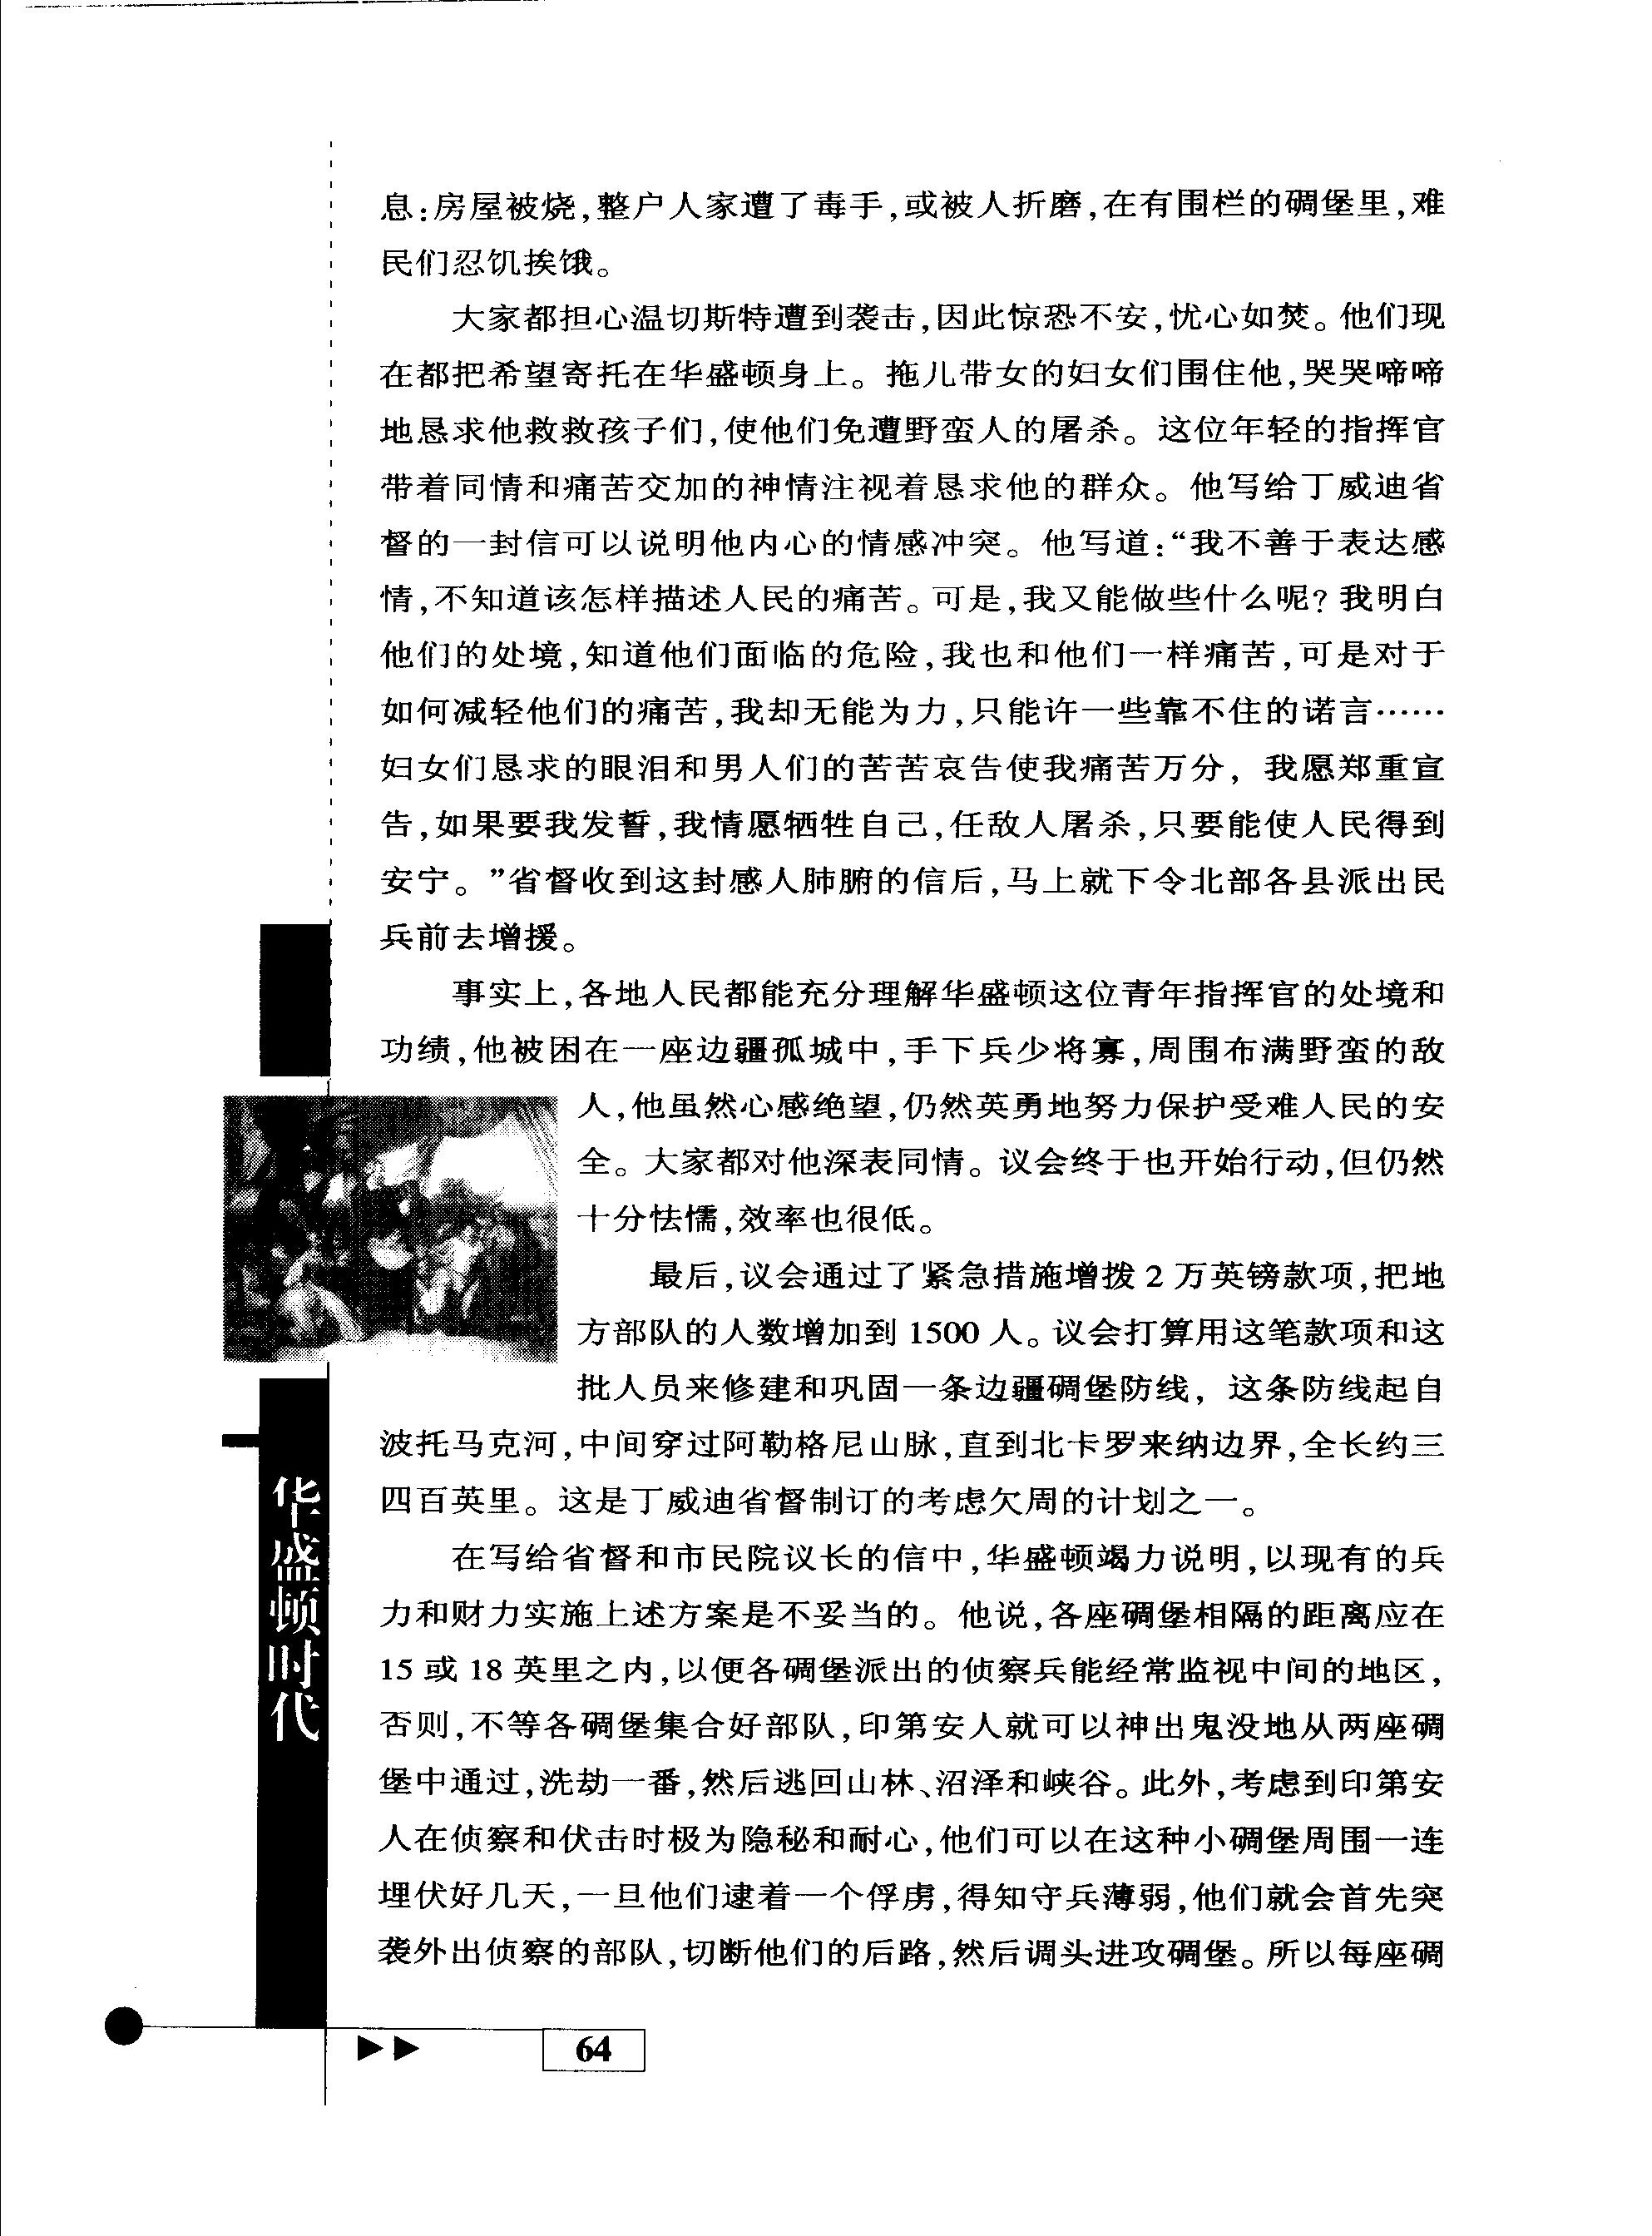 息:房屋被烧,整户人家遭了毒手,或被人折磨,在有围栏的碉堡里,难
民们忍饥挨饿。
大家都担心温切斯特遭到袭击,因此惊恐不安,忧心如焚。他们现
在都把希望寄托在华盛顿身上。拖儿带女的妇女们围住他,哭哭啼啼
地恳求他救救孩子们,使他们免遭野蛮人的屠杀。这位年轻的指挥官
带着同情和痛苦交加的神情注视着恳求他的群众。他写给丁威迪省
督的一封信可以说明他内心的情感冲突。他写道:“我不善于表达感
情,不知道该怎样描述人民的痛苦。可是,我又能做些什么呢?我明白
他们的处境,知道他们面临的危险,我也和他们一样痛苦,可是对于
如何减轻他们的痛苦,我却无能为力,只能许一些靠不住的诺言……
妇女们恳求的眼泪和男人们的苦苦哀告使我痛苦万分,我愿郑重宣
告,如果要我发誓,我情愿牺牲自己,任敌人屠杀,只要能使人民得到
安宁。”省督收到这封感人肺腑的信后,马上就下令北部各县派出民
兵前去增援。
事实上,各地人民都能充分理解华盛顿这位青年指挥官的处境和
功绩,他被困在一座边疆孤城中,手下兵少将寡,周围布满野蛮的敌
人,他虽然心感绝望,仍然英勇地努力保护受难人民的安
全。大家都对他深表同情。议会终于也开始行动,但仍然
十分怯懦,效率也很低。
最后,议会通过了紧急措施增拨2万英镑款项,把地
方部队的人数增加到1500人。议会打算用这笔款项和这
批人员来修建和巩固一条边疆碉堡防线,这条防线起自
波托马克河,中间穿过阿勒格尼山脉,直到北卡罗来纳边界,全长约三
四百英里。这是丁威迪省督制订的考虑欠周的计划之一。
在写给省督和市民院议长的信中,华盛顿竭力说明,以现有的兵
力和财力实施上述方案是不妥当的。他说,各座碉堡相隔的距离应在
15或18英里之内,以便各碉堡派出的侦察兵能经常监视中间的地区,
否则,不等各碉堡集合好部队,印第安人就可以神出鬼没地从两座碉
堡中通过,洗劫一番,然后逃回山林、沼泽和峡谷。此外,考虑到印第安
人在侦察和伏击时极为隐秘和耐心,他们可以在这种小碉堡周围一连
埋伏好几天,一旦他们逮着一个俘虏,得知守兵薄弱,他们就会首先突
袭外出侦察的部队,切断他们的后路,然后调头进攻碉堡。所以每座碉
华盛顿时代
64